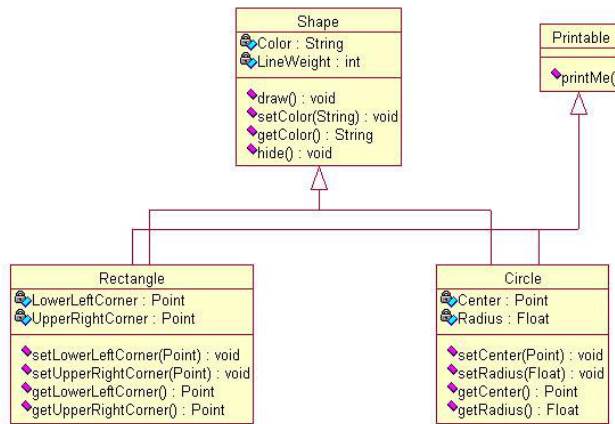 Shape
Color : String
LineWeight : int
draw() : void
setColor(String) : void
getColor() : String
hide() : void
Printable
printMe()
Rectangle
LowerLeftCorner : Point
UpperRightCorner : Point
setLowerLeftCorner(Point) : void
setUpperRightCorner(Point) : void
getLowerLeftCorner() : Point
getUpperRightCorner() : Point
Circle
Center : Point
Radius : Float
setCenter(Point) : void
setRadius(Float) : void
getCenter() : Point
getRadius() : Float